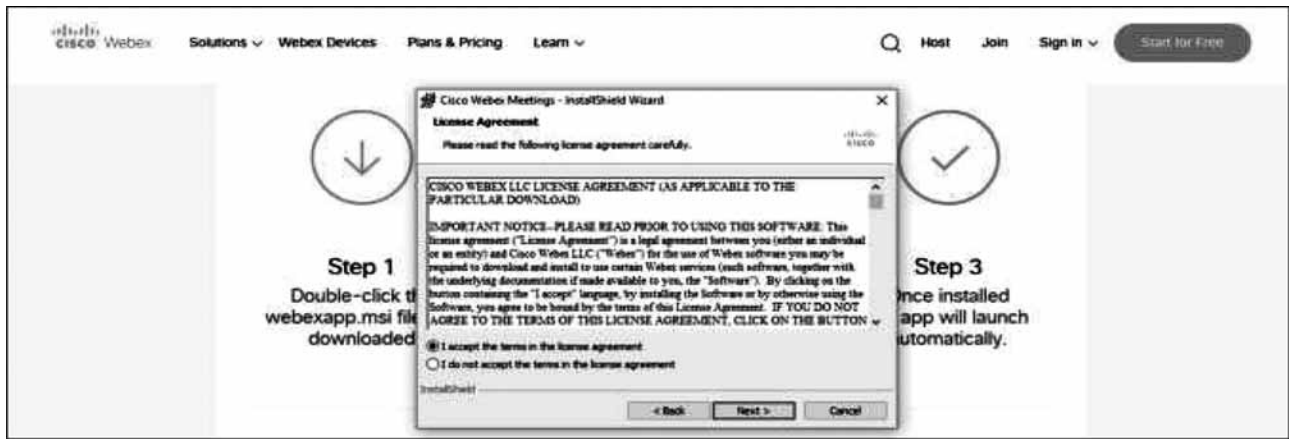 CISCO Webex
Solutions Webex Devices Plans & Pricing Learn
Host Join Sign in Start for Free
Cisco Webex Meetings - InstallShield Wizard
License Agreement
Please read the following license agreement carefully.
CISCO
CISCO WEBEX LLC LICENSE AGREEMENT (AS APPLICABLE TO THE
PARTICULAR DOWNLOAD)
IMPORTANT NOTICE--PLEASE READ PRIOR TO USING THIS SOFTWARE: This
license agreement ("License Agreement") is a legal agreement between you (either an individual
or an entity) and Cisco Webex LLC ("Webex") for the use of Webex software you may be
required to download and install to use certain Webex services (such software, together with
the underlying documentation if made available to you, the "Software"). By clicking on the
button containing the "I accept" language, by installing the Software or by otherwise using the
Software, you agree to be bound by the terms of this License Agreement. IF YOU DO NOT
AGREE TO THE TERMS OF THIS LICENSE AGREEMENT, CLICK ON THE BUTTON
I accept the terms in the license agreement
I do not accept the terms in the license agreement
InstallShield
< Back Next > Cancel
Step 1
Double-click th
webexapp.msi file
downloaded
Step 3
Once installed
app will launch
utomatically.